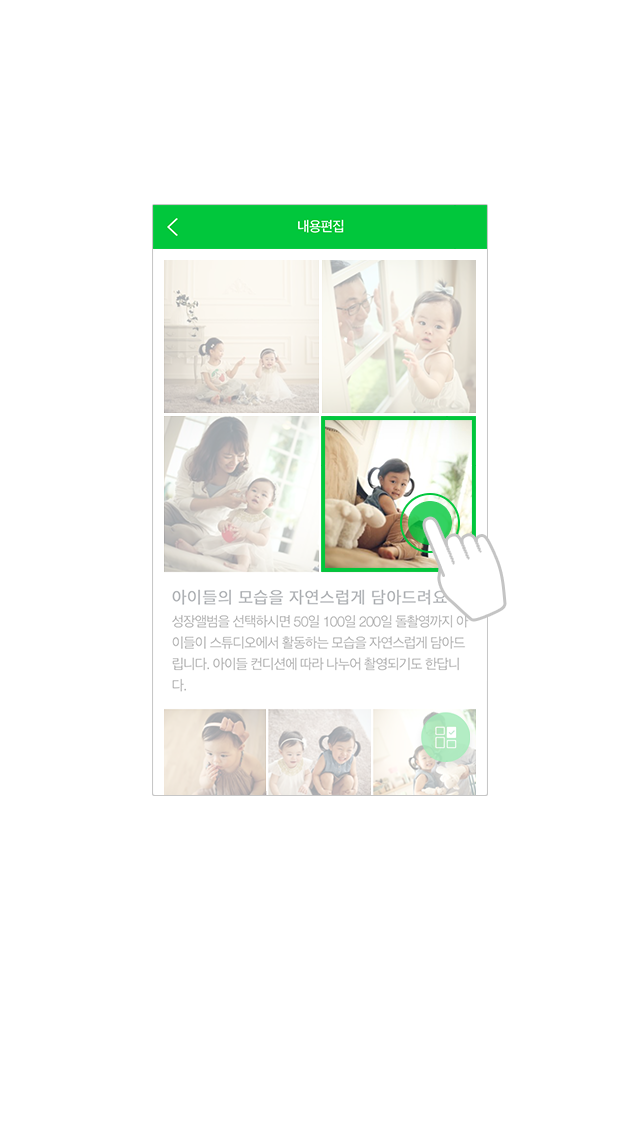 내용편집
아이들의 모습을 자연스럽게 담아드려요
성장앨범을 선택하시면 50일 100일 200일 돌촬영까지 아
이들이 스튜디오에서 활동하는 모습을 자연스럽게 담아드
립니다. 아이들 컨디션에 따라 나누어 촬영되기도 한답니
다.